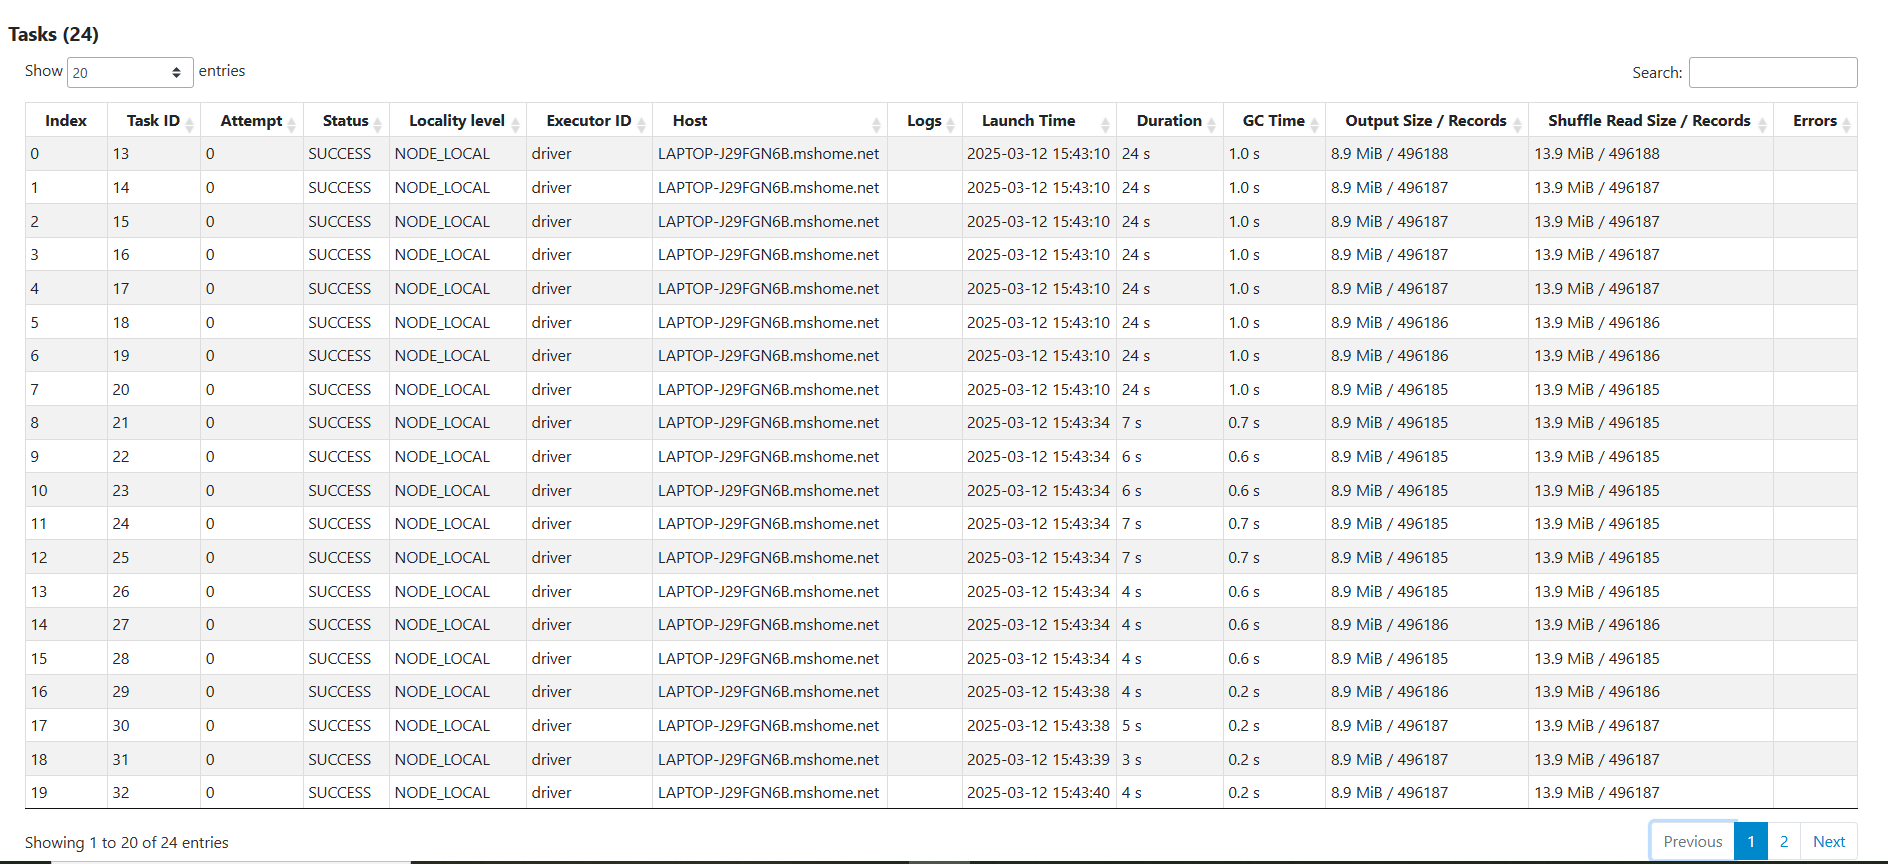 Tasks (24)
Show 20 entries Search:
Index Task ID Attempt Status Locality level Executor ID Host Logs Launch Time Duration GC Time Output Size / Records Shuffle Read Size / Records Errors
0 13 0 SUCCESS NODE_LOCAL driver LAPTOP-J29FGN6B.mshome.net 2025-03-12 15:43:10 24 s 1.0 s 8.9 MiB / 496188 13.9 MiB / 496188
1 14 0 SUCCESS NODE_LOCAL driver LAPTOP-J29FGN6B.mshome.net 2025-03-12 15:43:10 24 s 1.0 s 8.9 MiB / 496187 13.9 MiB / 496187
2 15 0 SUCCESS NODE_LOCAL driver LAPTOP-J29FGN6B.mshome.net 2025-03-12 15:43:10 24 s 1.0 s 8.9 MiB / 496187 13.9 MiB / 496187
3 16 0 SUCCESS NODE_LOCAL driver LAPTOP-J29FGN6B.mshome.net 2025-03-12 15:43:10 24 s 1.0 s 8.9 MiB / 496187 13.9 MiB / 496187
4 17 0 SUCCESS NODE_LOCAL driver LAPTOP-J29FGN6B.mshome.net 2025-03-12 15:43:10 24 s 1.0 s 8.9 MiB / 496187 13.9 MiB / 496187
5 18 0 SUCCESS NODE_LOCAL driver LAPTOP-J29FGN6B.mshome.net 2025-03-12 15:43:10 24 s 1.0 s 8.9 MiB / 496186 13.9 MiB / 496186
6 19 0 SUCCESS NODE_LOCAL driver LAPTOP-J29FGN6B.mshome.net 2025-03-12 15:43:10 24 s 1.0 s 8.9 MiB / 496186 13.9 MiB / 496186
7 20 0 SUCCESS NODE_LOCAL driver LAPTOP-J29FGN6B.mshome.net 2025-03-12 15:43:10 24 s 1.0 s 8.9 MiB / 496185 13.9 MiB / 496185
8 21 0 SUCCESS NODE_LOCAL driver LAPTOP-J29FGN6B.mshome.net 2025-03-12 15:43:34 7 s 0.7 s 8.9 MiB / 496185 13.9 MiB / 496185
9 22 0 SUCCESS NODE_LOCAL driver LAPTOP-J29FGN6B.mshome.net 2025-03-12 15:43:34 6 s 0.6 s 8.9 MiB / 496185 13.9 MiB / 496185
10 23 0 SUCCESS NODE_LOCAL driver LAPTOP-J29FGN6B.mshome.net 2025-03-12 15:43:34 6 s 0.6 s 8.9 MiB / 496185 13.9 MiB / 496185
11 24 0 SUCCESS NODE_LOCAL driver LAPTOP-J29FGN6B.mshome.net 2025-03-12 15:43:34 7 s 0.7 s 8.9 MiB / 496185 13.9 MiB / 496185
12 25 0 SUCCESS NODE_LOCAL driver LAPTOP-J29FGN6B.mshome.net 2025-03-12 15:43:34 7 s 0.7 s 8.9 MiB / 496185 13.9 MiB / 496185
13 26 0 SUCCESS NODE_LOCAL driver LAPTOP-J29FGN6B.mshome.net 2025-03-12 15:43:34 4 s 0.6 s 8.9 MiB / 496185 13.9 MiB / 496185
14 27 0 SUCCESS NODE_LOCAL driver LAPTOP-J29FGN6B.mshome.net 2025-03-12 15:43:34 4 s 0.6 s 8.9 MiB / 496186 13.9 MiB / 496186
15 28 0 SUCCESS NODE_LOCAL driver LAPTOP-J29FGN6B.mshome.net 2025-03-12 15:43:34 4 s 0.6 s 8.9 MiB / 496185 13.9 MiB / 496185
16 29 0 SUCCESS NODE_LOCAL driver LAPTOP-J29FGN6B.mshome.net 2025-03-12 15:43:38 4 s 0.2 s 8.9 MiB / 496186 13.9 MiB / 496186
17 30 0 SUCCESS NODE_LOCAL driver LAPTOP-J29FGN6B.mshome.net 2025-03-12 15:43:38 5 s 0.2 s 8.9 MiB / 496187 13.9 MiB / 496187
18 31 0 SUCCESS NODE_LOCAL driver LAPTOP-J29FGN6B.mshome.net 2025-03-12 15:43:39 3 s 0.2 s 8.9 MiB / 496187 13.9 MiB / 496187
19 32 0 SUCCESS NODE_LOCAL driver LAPTOP-J29FGN6B.mshome.net 2025-03-12 15:43:40 4 s 0.2 s 8.9 MiB / 496187 13.9 MiB / 496187
Showing 1 to 20 of 24 entries Previous 1 2 Next